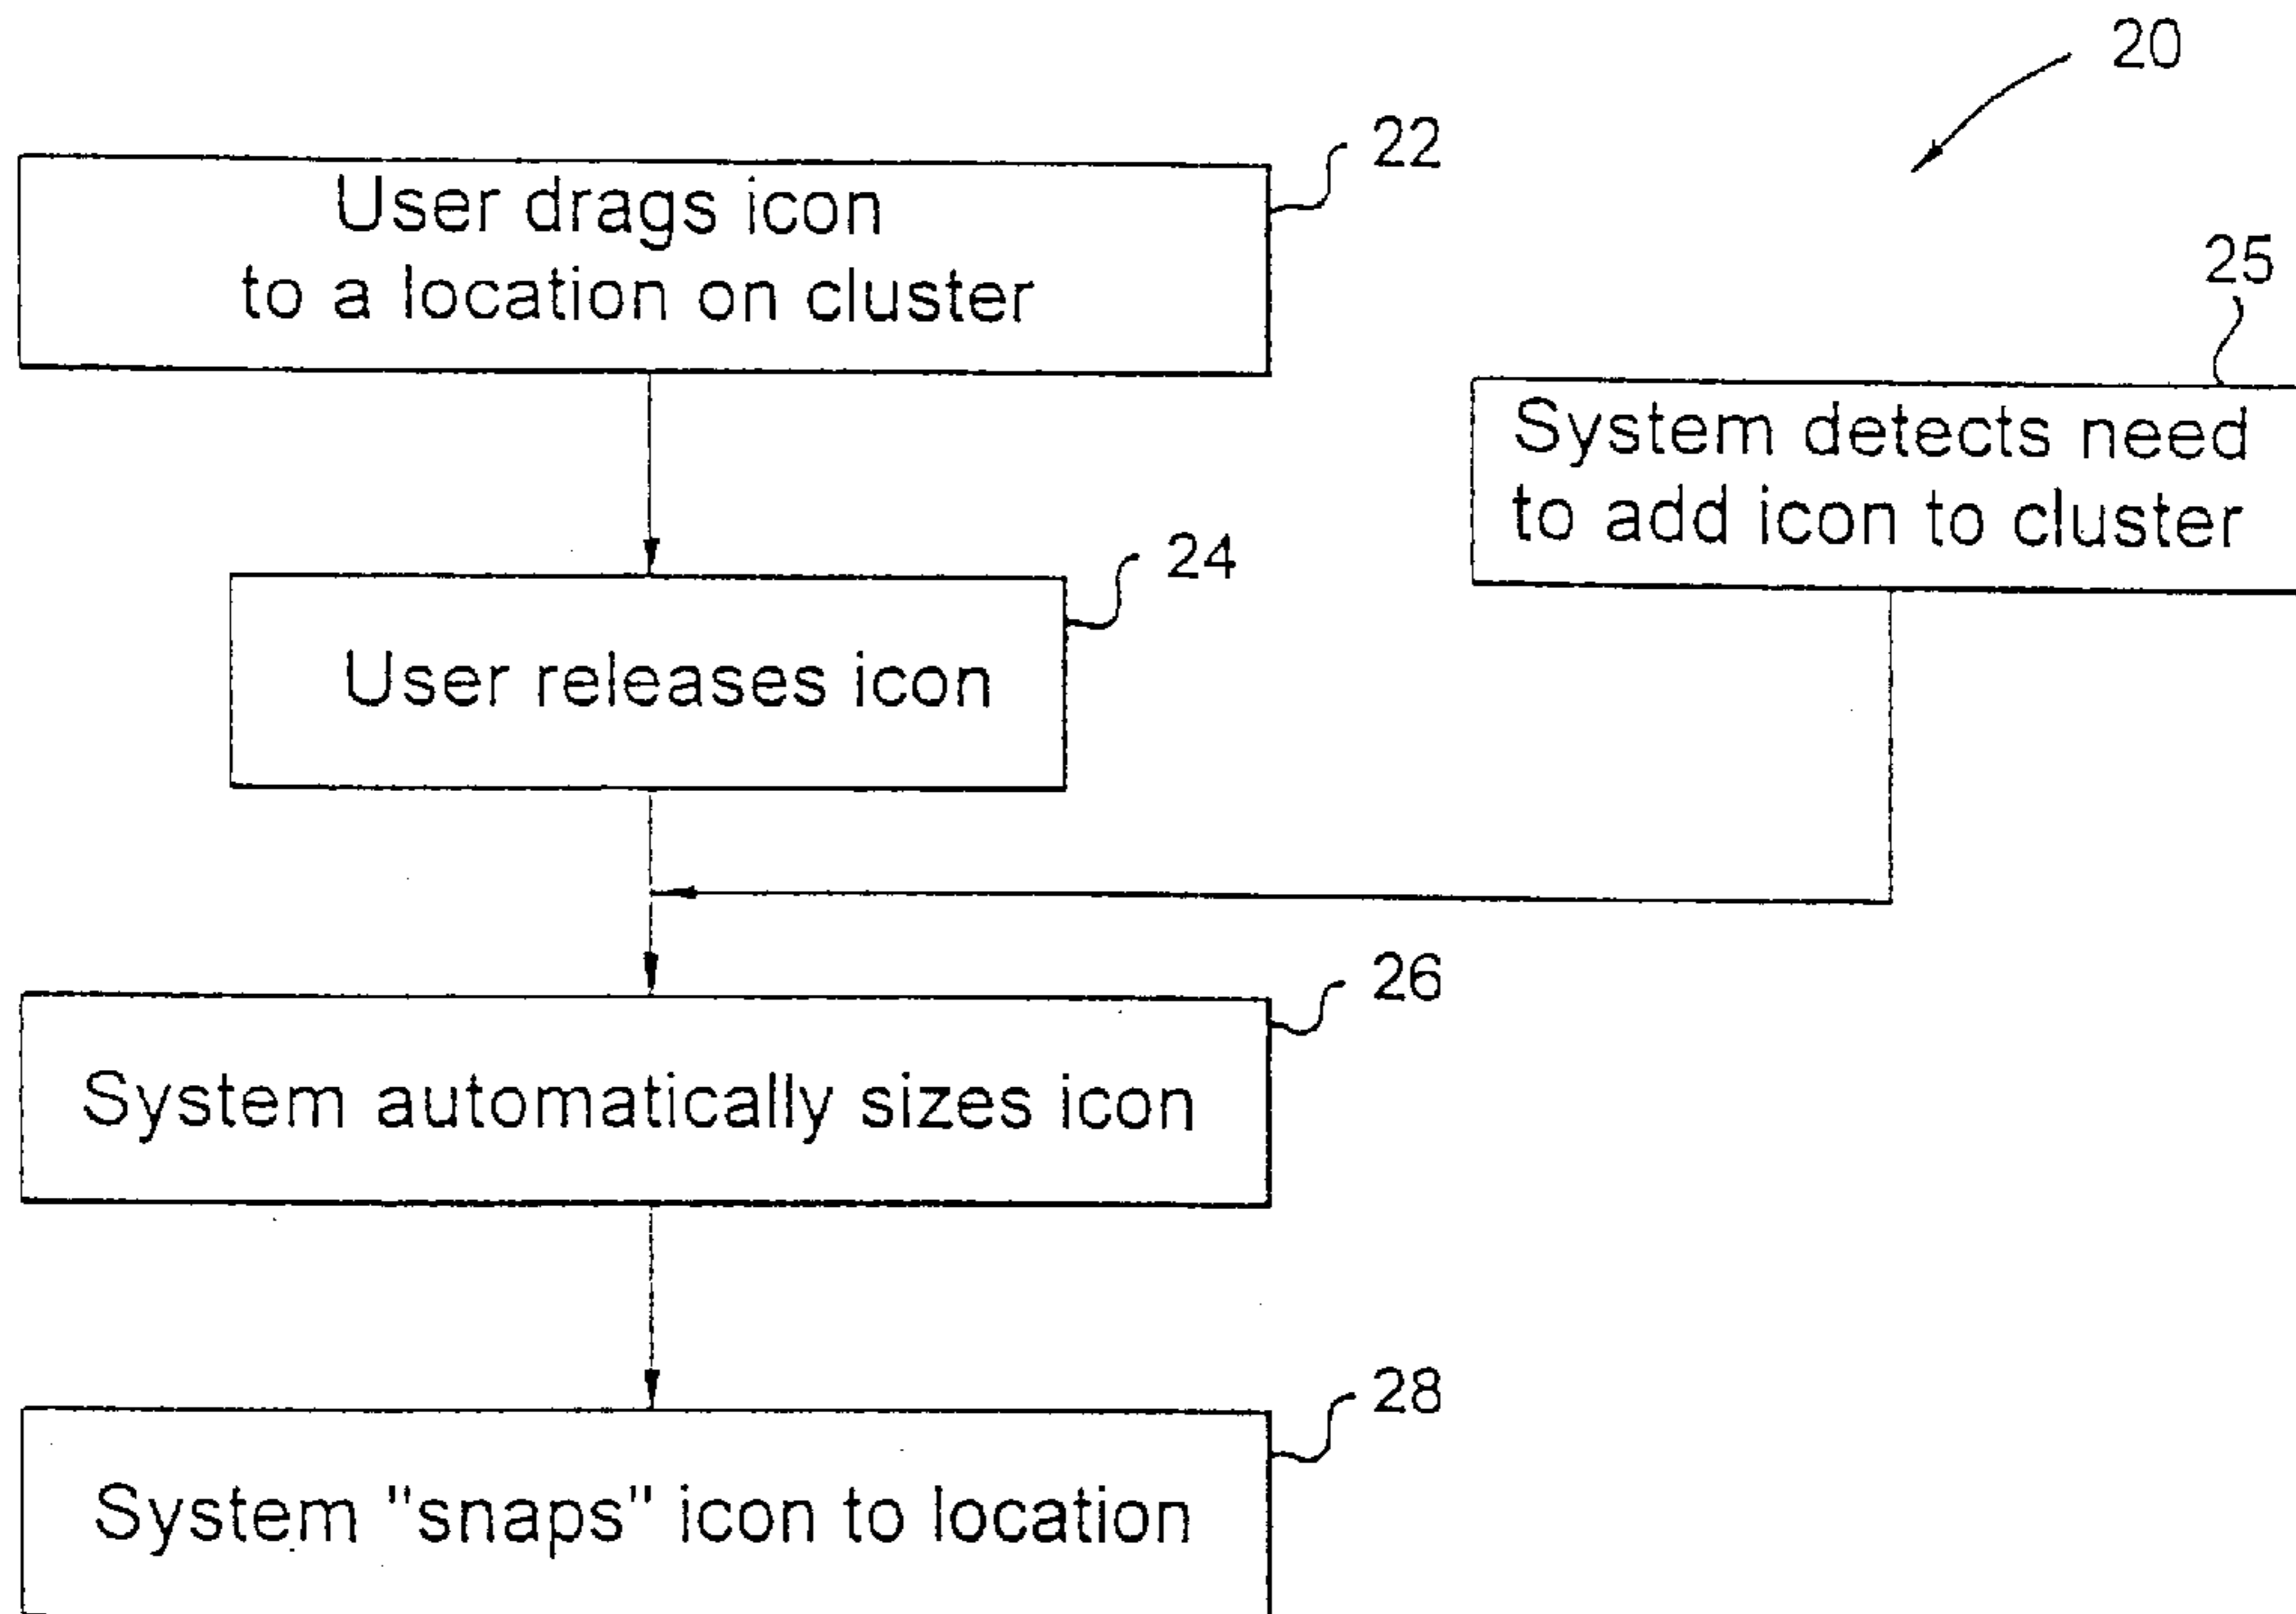 20
22
User drags icon
to a location on cluster
25
System detects need
to add icon to cluster
24
User releases icon
26
System automatically sizes icon
28
System "snaps" icon to location